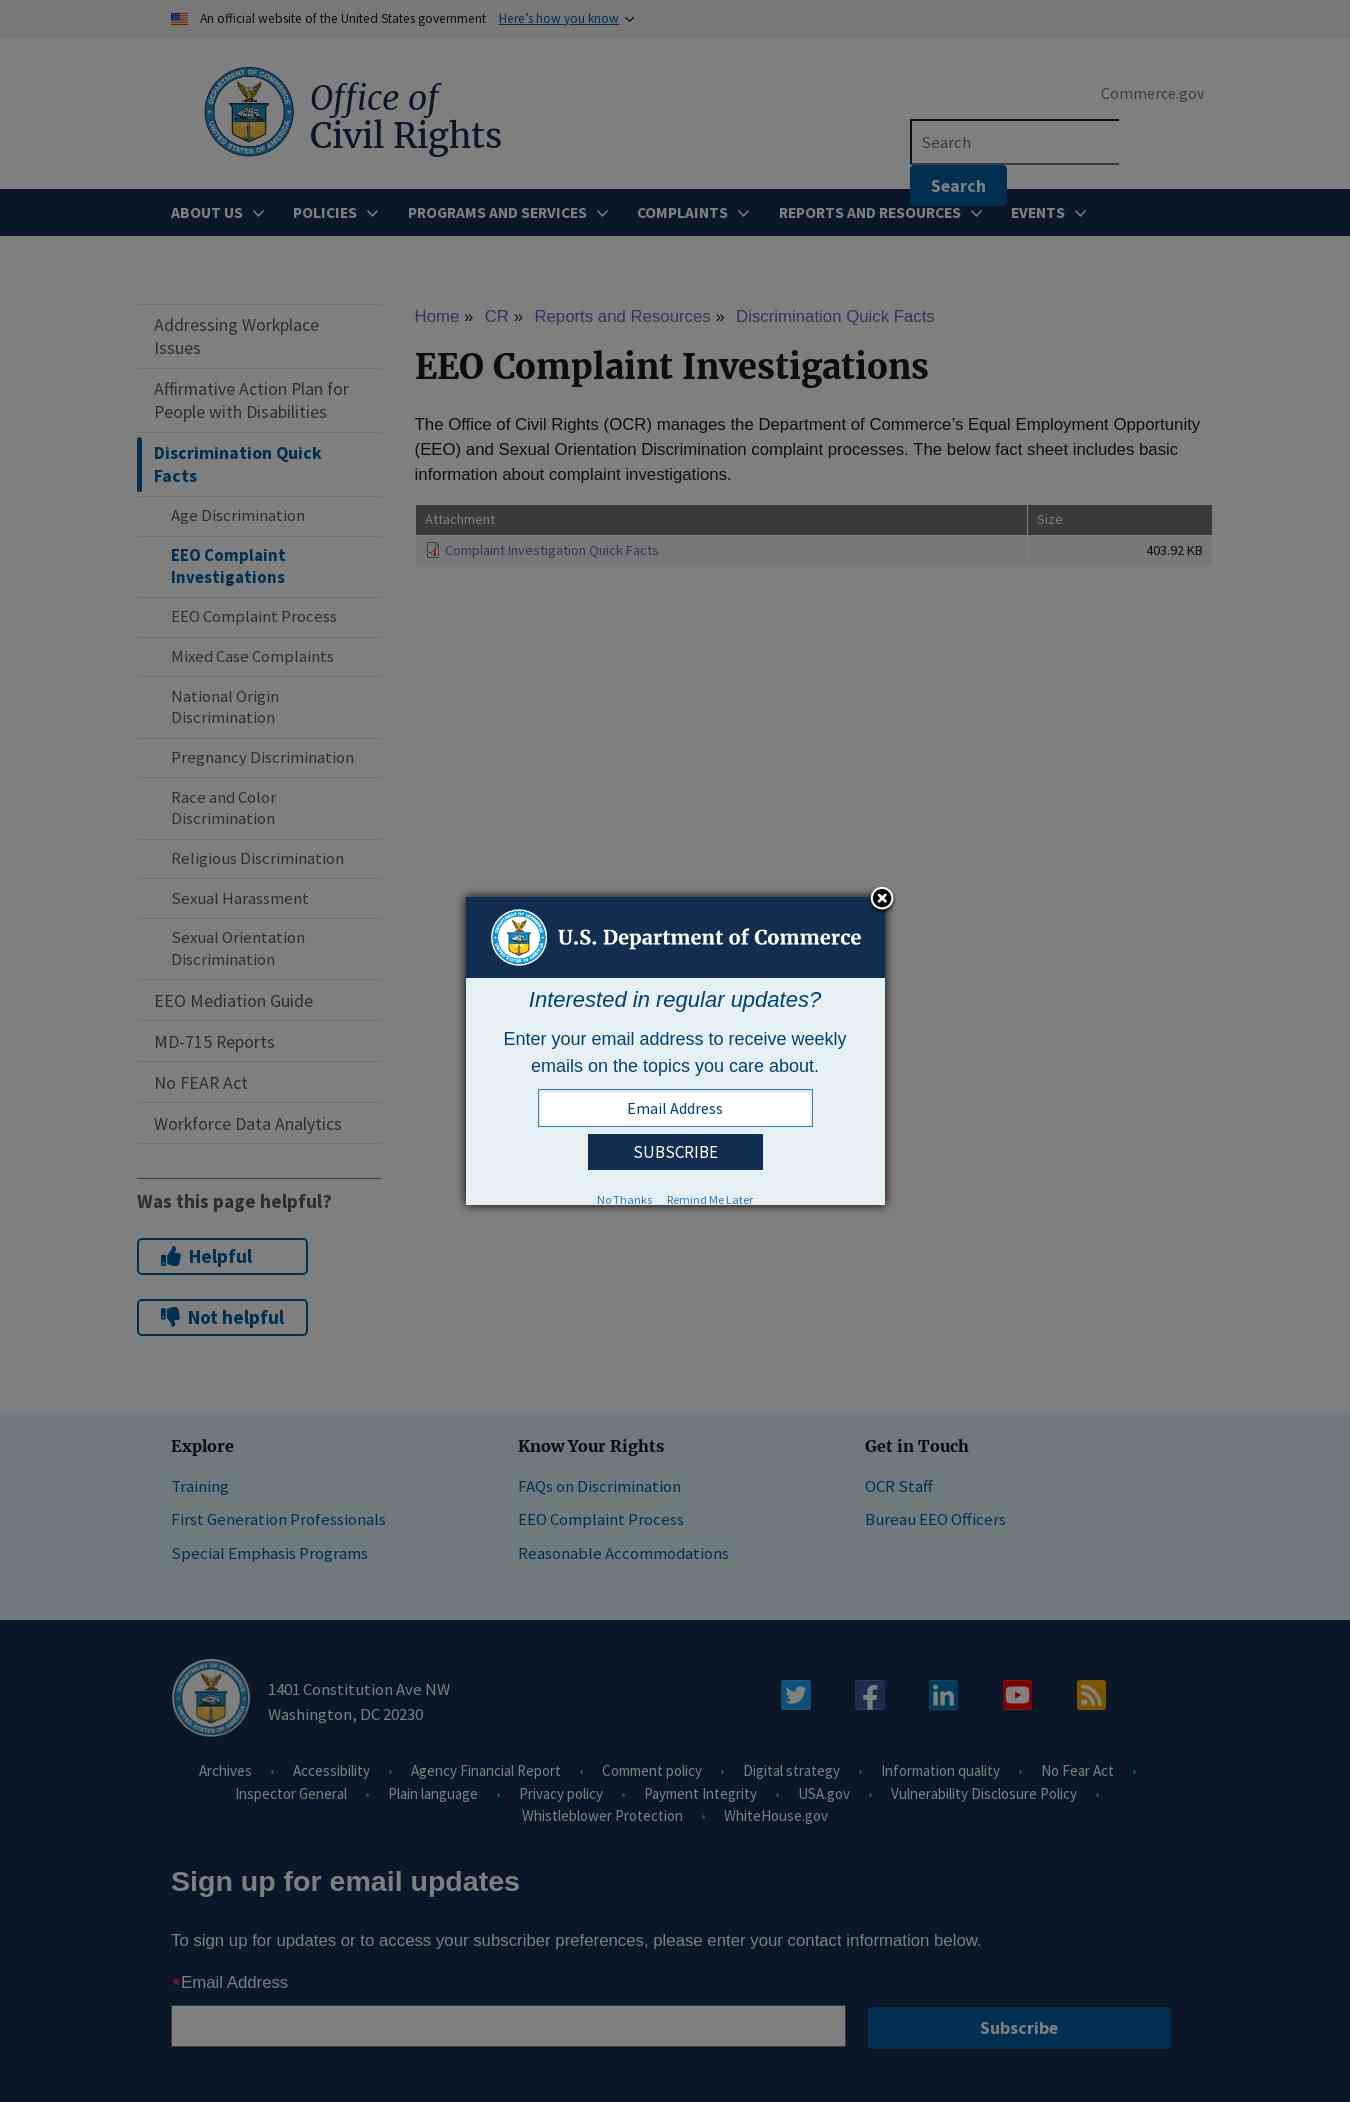 An official website of the United States government Here's how you know
Office of
Civil Rights
Commerce.gov
Search
Search
ABOUT US POLICIES PROGRAMS AND SERVICES COMPLAINTS REPORTS AND RESOURCES EVENTS
Addressing Workplace
Issues
Affirmative Action Plan for
People with Disabilities
Discrimination Quick
Facts
Age Discrimination
EEO Complaint
Investigations
EEO Complaint Process
Mixed Case Complaints
National Origin
Discrimination
Pregnancy Discrimination
Race and Color
Discrimination
Religious Discrimination
Sexual Harassment
Sexual Orientation
Discrimination
EEO Mediation Guide
MD-715 Reports
No FEAR Act
Workforce Data Analytics
Was this page helpful?
Helpful
Not helpful
Home » CR » Reports and Resources » Discrimination Quick Facts
EEO Complaint Investigations
The Office of Civil Rights (OCR) manages the Department of Commerce's Equal Employment Opportunity
(EEO) and Sexual Orientation Discrimination complaint processes. The below fact sheet includes basic
information about complaint investigations.
Attachment Size
Complaint Investigation Quick Facts 403.92 KB
U.S. Department of Commerce
Interested in regular updates?
Enter your email address to receive weekly
emails on the topics you care about.
Email Address
SUBSCRIBE
No Thanks Remind Me Later
Explore
Training
First Generation Professionals
Special Emphasis Programs
Know Your Rights
FAQs on Discrimination
EEO Complaint Process
Reasonable Accommodations
Get in Touch
OCR Staff
Bureau EEO Officers
1401 Constitution Ave NW
Washington, DC 20230
Archives • Accessibility • Agency Financial Report • Comment policy • Digital strategy • Information quality • No Fear Act •
Inspector General • Plain language • Privacy policy • Payment Integrity • USA.gov • Vulnerability Disclosure Policy •
Whistleblower Protection • WhiteHouse.gov
Sign up for email updates
To sign up for updates or to access your subscriber preferences, please enter your contact information below.
*Email Address
Subscribe